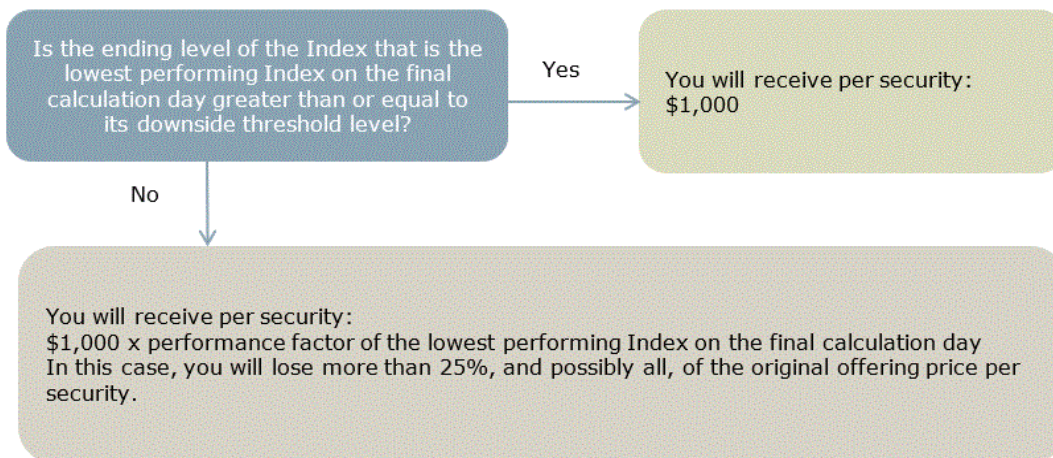 Is the ending level of the Index that is the
lowest performing Index on the final
calculation day greater than or equal to
its downside threshold level?
Yes
You will receive per security:
$1,000
No
You will receive per security:
$1,000 x performance factor of the lowest performing Index on the final calculation day
In this case, you will lose more than 25%, and possibly all, of the original offering price per
security.